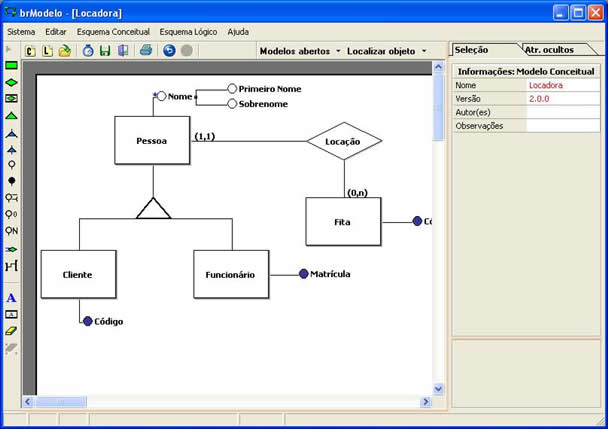 brModelo - [Locadora]
Sistema Editar Esquema Conceitual Esquema Lógico Ajuda
C L Modelos abertos Localizar objeto
Seleção Atr. ocultos
Informações: Modelo Conceitual
Nome Locadora
Versão 2.0.0
Autor(es)
Observações
Primeiro Nome
* Nome
Sobrenome
Pessoa
(1,1)
Locação
(0,n)
Fita
Có
Cliente
Funcionário
Matrícula
Código
0
N
A